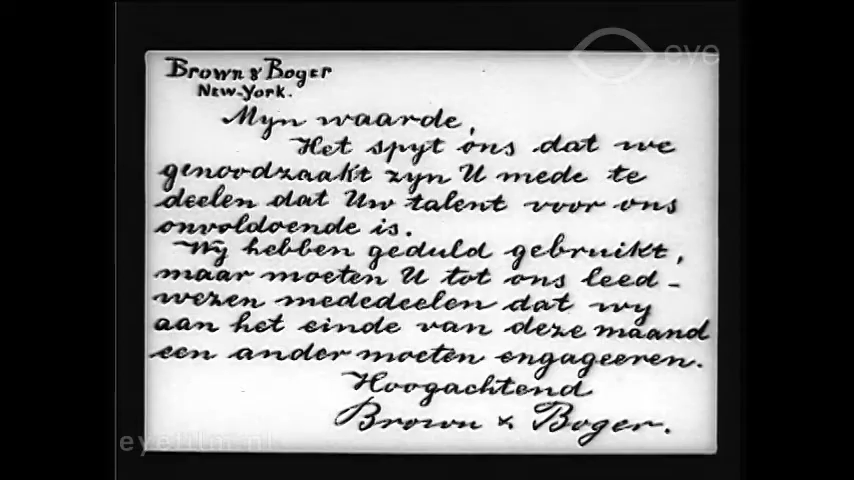 eye
Brown & Boger
New-York.
Myn waarde,
Het spyt ons dat we
genoodzaakt zyn U mede te
deelen dat Uw talent voor ons
onvoldoende is.
Wy hebben geduld gebruikt,
maar moeten U tot ons leed-
wezen mededeelen dat wy
aan het einde van deze maand
een ander moeten engageeren.
Hoogachtend
Brown & Boger.
eyefilm.nl